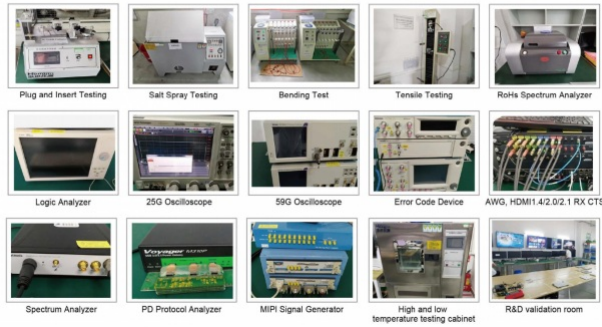 Plug and Insert Testing
Salt Spray Testing
Bending Test
Tensile Testing
RoHs Spectrum Analyzer
Logic Analyzer
25G Oscilloscope
59G Oscilloscope
Error Code Device
AWG, HDMI1.4/2.0/2.1 RX CTS
Spectrum Analyzer
Voyager
PD Protocol Analyzer
MIPI Signal Generator
High and low
temperature testing cabinet
R&D validation room